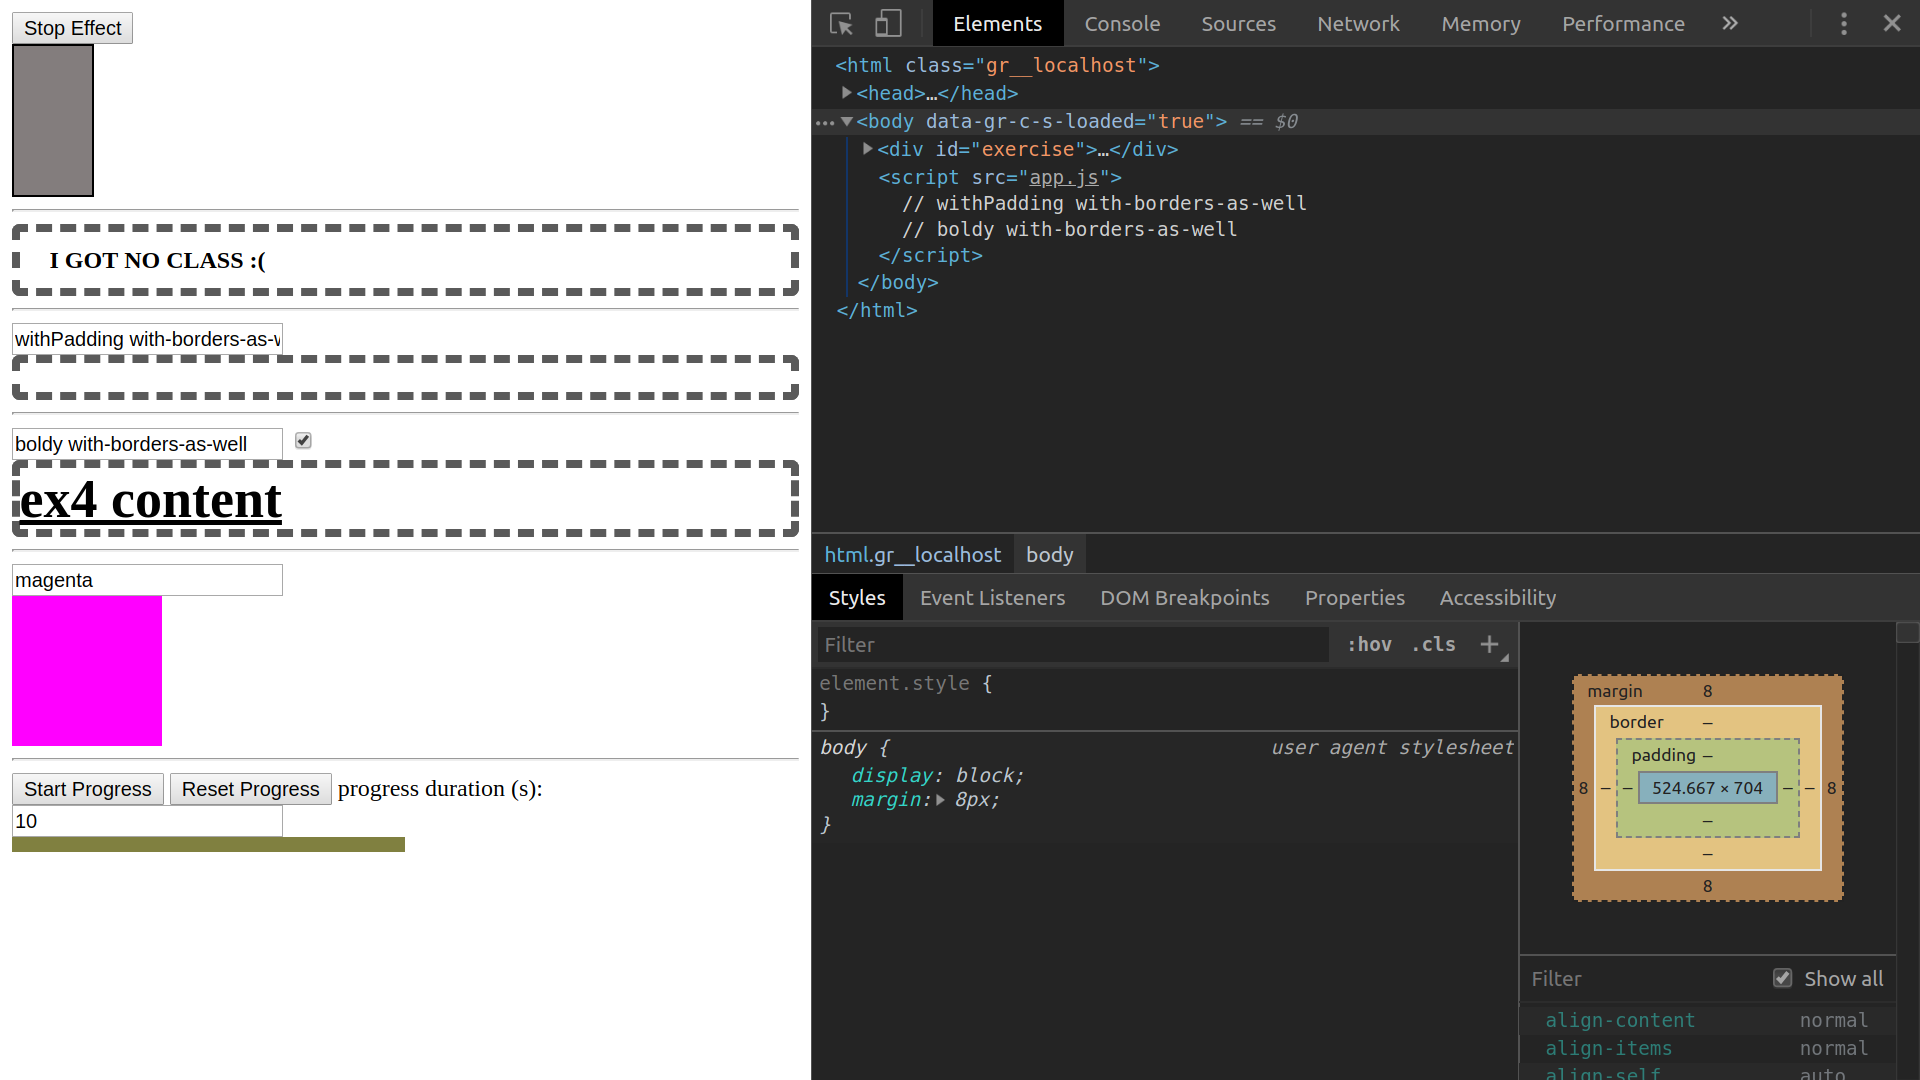 Stop Effect
I GOT NO CLASS :(
withPadding with-borders-as-w
boldy with-borders-as-well
ex4 content
magenta
Start Progress Reset Progress progress duration (s):
10
Elements Console Sources Network Memory Performance »
<html class="gr__localhost">
<head>…</head>
<body data-gr-c-s-loaded="true"> == $0
<div id="exercise">…</div>
<script src="app.js">
// withPadding with-borders-as-well
// boldy with-borders-as-well
</script>
</body>
</html>
html.gr__localhost body
Styles Event Listeners DOM Breakpoints Properties Accessibility
Filter :hov .cls +
element.style {
}
body { user agent stylesheet
display: block;
margin: 8px;
}
margin 8
border –
padding –
8 – – 524.667 × 704 – – 8
–
–
8
Filter Show all
align-content normal
align-items normal
align-self auto